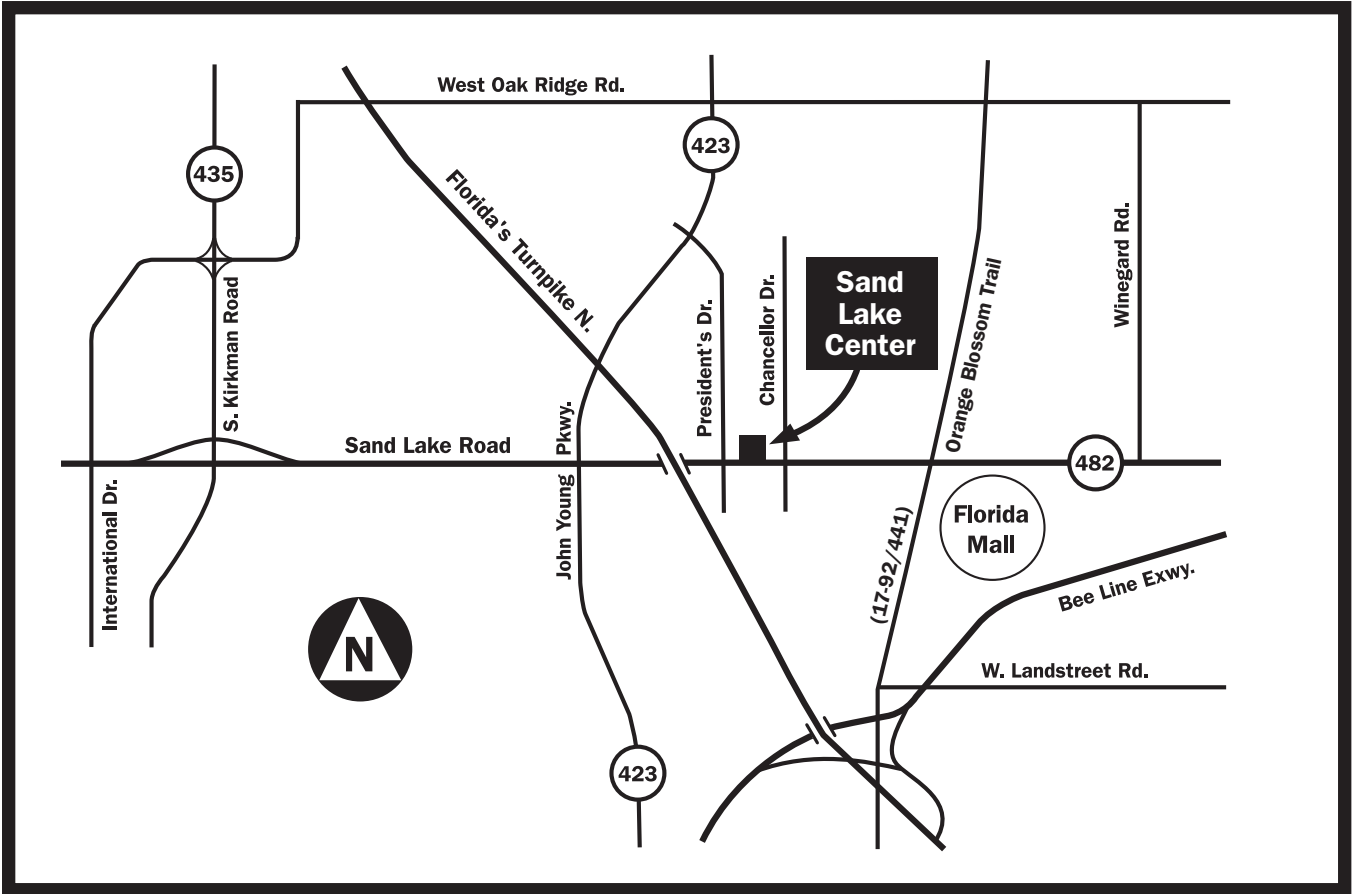 West Oak Ridge Rd.
423
435
Florida's Turnpike N.
Winegard Rd.
Sand
Lake
Center
Orange Blossom Trail
Chancellor Dr.
President's Dr.
S. Kirkman Road
John Young Pkwy.
Sand Lake Road
482
International Dr.
Florida
Mall
(17-92/441)
Bee Line Exwy.
N
W. Landstreet Rd.
423